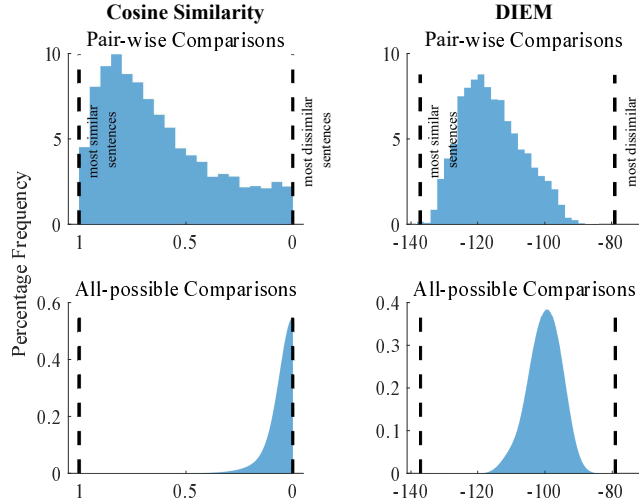 Cosine Similarity
DIEM
Pair-wise Comparisons
Pair-wise Comparisons
10
5
0
most similar
sentences
most dissimilar
sentences
1
0.5
0
10
5
0
most similar
sentences
most dissimilar
-140
-120
-100
-80
Percentage Frequency
All-possible Comparisons
All-possible Comparisons
0.6
0.4
0.2
0
1
0.5
0
0.4
0.3
0.2
0.1
0
-140
-120
-100
-80